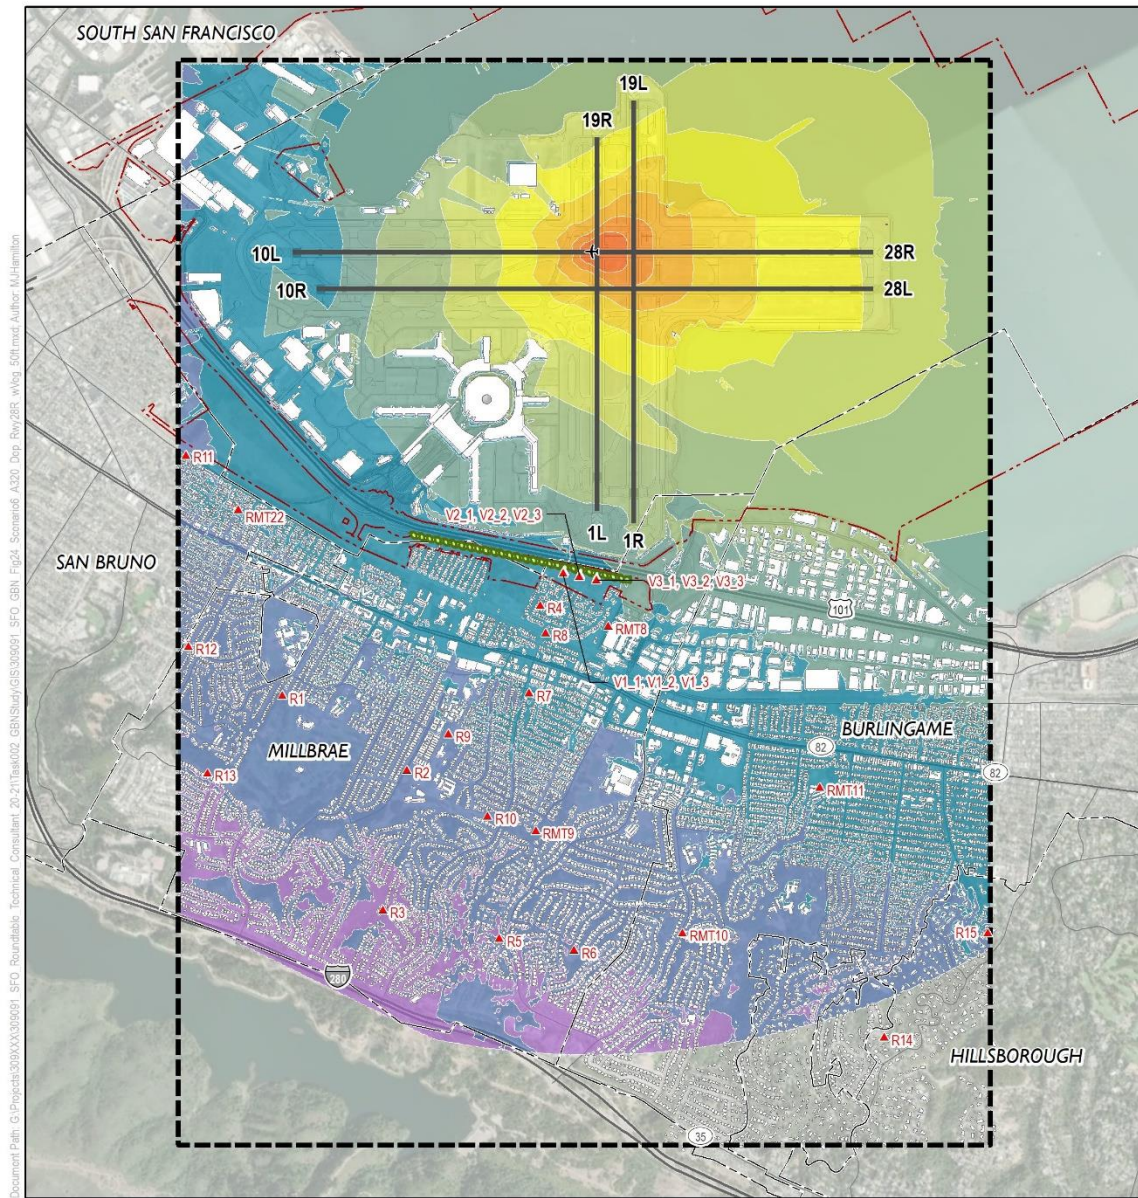 SOUTH SAN FRANCISCO
19L
19R
10L
28R
10R
28L
R11
V2_1, V2_2, V2_3
RMT22
1L
1R
SAN BRUNO
V3_1, V3_2, V3_3
R4
101
R8
RMT8
R12
V1_1, V1_2, V1_3
R1
R7
BURLINGAME
R9
82
MILLBRAE
R2
82
R13
RMT11
R10
RMT9
R3
R5
R6
RMT10
R15
280
R14
HILLSBOROUGH
35